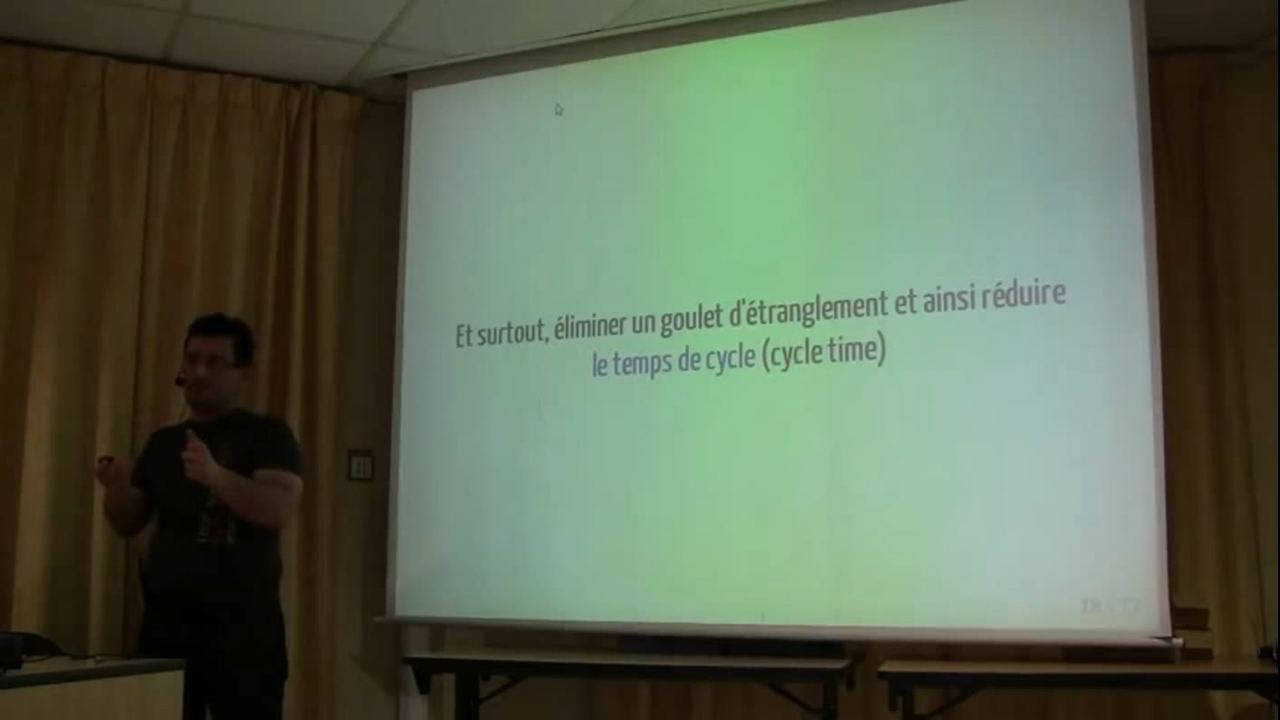 Et surtout, éliminer un goulet d'étranglement et ainsi réduire
le temps de cycle (cycle time)